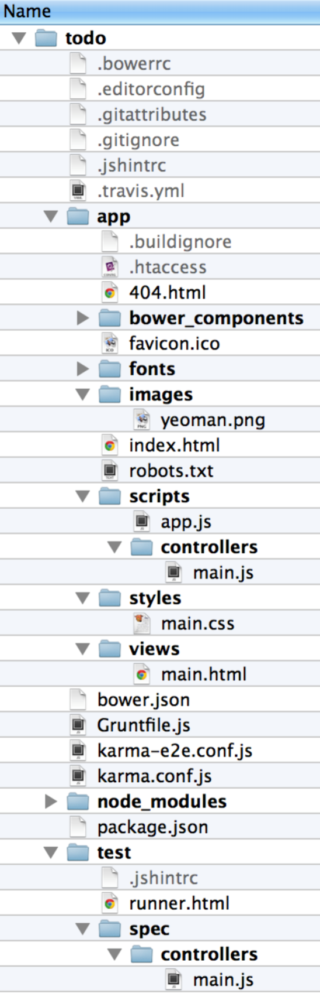 Name
todo
.bowerrc
.editorconfig
.gitattributes
.gitignore
.jshintrc
.travis.yml
app
.buildignore
.htaccess
404.html
bower_components
favicon.ico
fonts
images
yeoman.png
index.html
robots.txt
scripts
app.js
controllers
main.js
styles
main.css
views
main.html
bower.json
Gruntfile.js
karma-e2e.conf.js
karma.conf.js
node_modules
package.json
test
.jshintrc
runner.html
spec
controllers
main.js